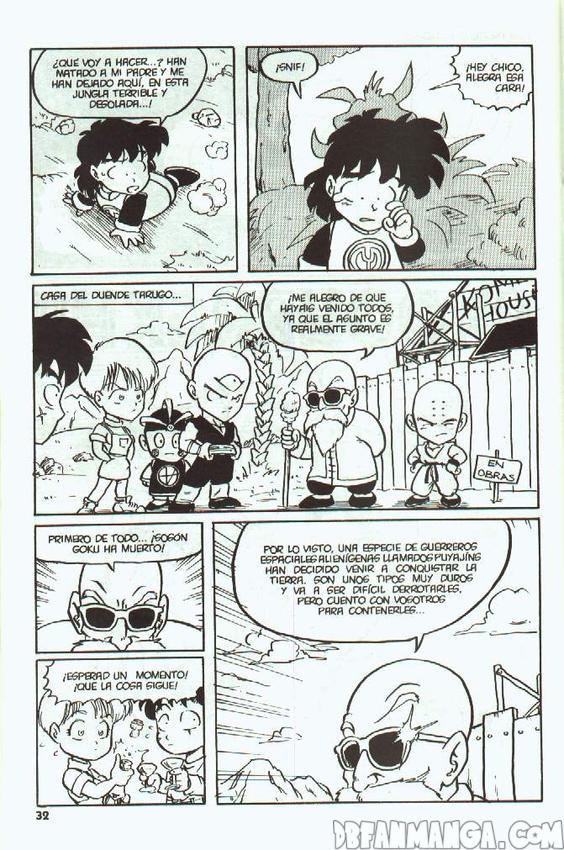 ¿QUÉ VOY A HACER...? HAN
MATADO A MI PADRE Y ME
HAN DEJADO AQUÍ, EN ESTA
JUNGLA TERRIBLE Y
DESOLADA...!
¡SNIF!
¡HEY CHICO,
ALEGRA ESA
CARA!
CASA DEL DUENDE TARUGO...
¡ME ALEGRO DE QUE
HAYÁIS VENIDO TODOS,
YA QUE EL ASUNTO ES
REALMENTE GRAVE!
HOUSE
EN
OBRAS
PRIMERO DE TODO... ¡SOSÓN
GOKU HA MUERTO!
POR LO VISTO, UNA ESPECIE DE GUERREROS
ESPACIALES ALIENÍGENAS LLAMADOS PUYAJINS
HAN DECIDIDO VENIR A CONQUISTAR LA
TIERRA. SON UNOS TIPOS MUY DUROS
Y VA A SER DIFÍCIL DERROTARLES,
PERO CUENTO CON VOSOTROS
PARA CONTENERLES...
¡ESPERAD UN MOMENTO!
¡QUE LA COSA SIGUE!
32
DBFANMANGA.COM